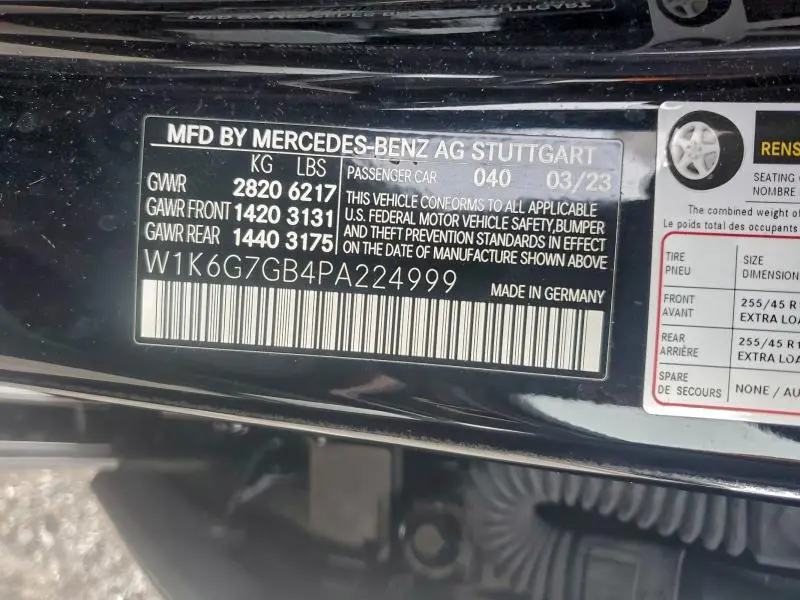 MFD BY MERCEDES-BENZ AG STUTTGART
KG LBS
GVWR 2820 6217
GAWR FRONT 1420 3131
GAWR REAR 1440 3175
PASSENGER CAR 040 03/23
THIS VEHICLE CONFORMS TO ALL APPLICABLE
U.S. FEDERAL MOTOR VEHICLE SAFETY,BUMPER
AND THEFT PREVENTION STANDARDS IN EFFECT
ON THE DATE OF MANUFACTURE SHOWN ABOVE
W1K6G7GB4PA224999
MADE IN GERMANY
RENS
SEATING
NOMBRE
The combined weight of
Le poids total des occupants
TIRE SIZE
PNEU DIMENSION
FRONT 255/45 R1
AVANT EXTRA LOA
REAR 255/45 R1
ARRIÈRE EXTRA LOA
SPARE NONE / AU
DE SECOURS